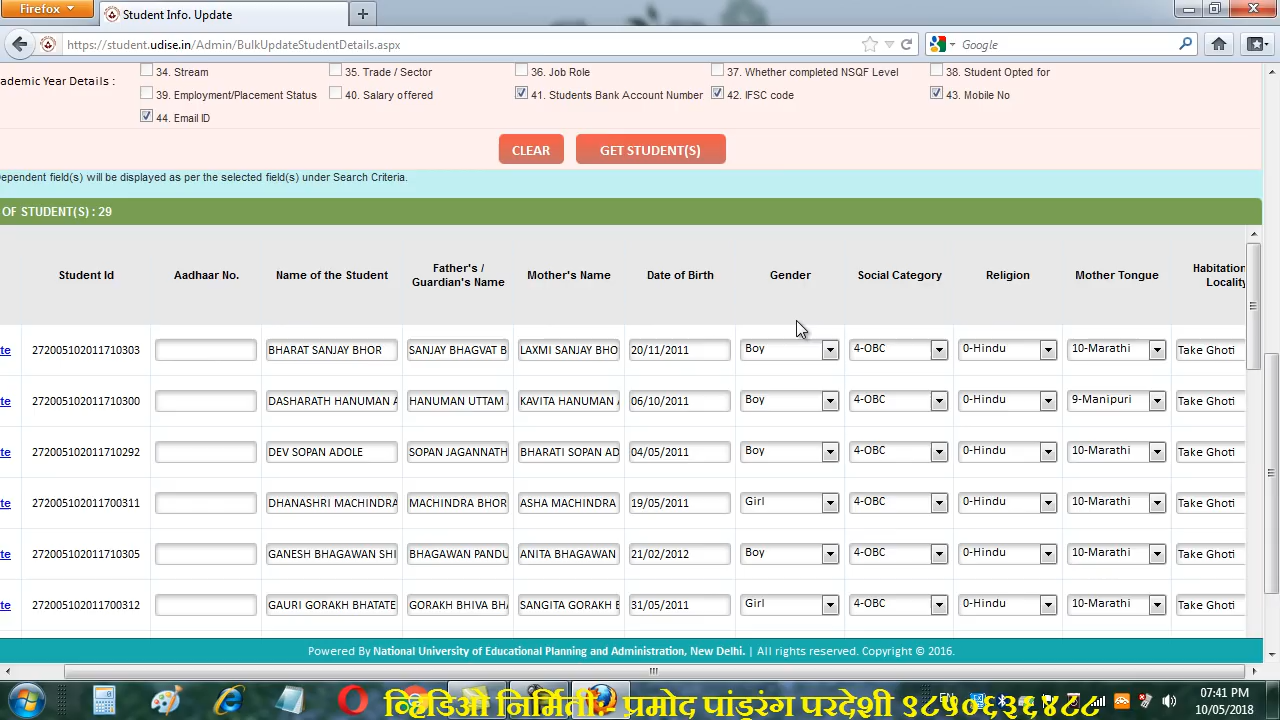 Firefox
Student Info. Update
https://student.udise.in/Admin/BulkUpdateStudentDetails.aspx
Google
34. Stream
35. Trade / Sector
36. Job Role
37. Whether completed NSQF Level
38. Student Opted for
ademic Year Details :
39. Employment/Placement Status
40. Salary offered
41. Students Bank Account Number
42. IFSC code
43. Mobile No
44. Email ID
CLEAR
GET STUDENT(S)
ependent field(s) will be displayed as per the selected field(s) under Search Criteria.
OF STUDENT(S) : 29
Student Id
Aadhaar No.
Name of the Student
Father's / Guardian's Name
Mother's Name
Date of Birth
Gender
Social Category
Religion
Mother Tongue
Habitation
Locality
te 272005102011710303 BHARAT SANJAY BHOR SANJAY BHAGVAT B LAXMI SANJAY BHO 20/11/2011 Boy 4-OBC 0-Hindu 10-Marathi Take Ghoti
te 272005102011710300 DASHARATH HANUMAN A HANUMAN UTTAM KAVITA HANUMAN 06/10/2011 Boy 4-OBC 0-Hindu 9-Manipuri Take Ghoti
te 272005102011710292 DEV SOPAN ADOLE SOPAN JAGANNATH BHARATI SOPAN AD 04/05/2011 Boy 4-OBC 0-Hindu 10-Marathi Take Ghoti
te 272005102011700311 DHANASHRI MACHINDRA MACHINDRA BHOR ASHA MACHINDRA 19/05/2011 Girl 4-OBC 0-Hindu 10-Marathi Take Ghoti
te 272005102011710305 GANESH BHAGAWAN SHI BHAGAWAN PANDU ANITA BHAGAWAN 21/02/2012 Boy 4-OBC 0-Hindu 10-Marathi Take Ghoti
te 272005102011700312 GAURI GORAKH BHATATE GORAKH BHIVA BHA SANGITA GORAKH B 31/05/2011 Girl 4-OBC 0-Hindu 10-Marathi Take Ghoti
Powered By National University of Educational Planning and Administration, New Delhi. | All rights reserved. Copyright © 2016.
EN
07:41 PM
10/05/2018
व्हिडिओ निर्मिती:- प्रमोद पांडूरंग परदेशी ९८५०६३६४८८